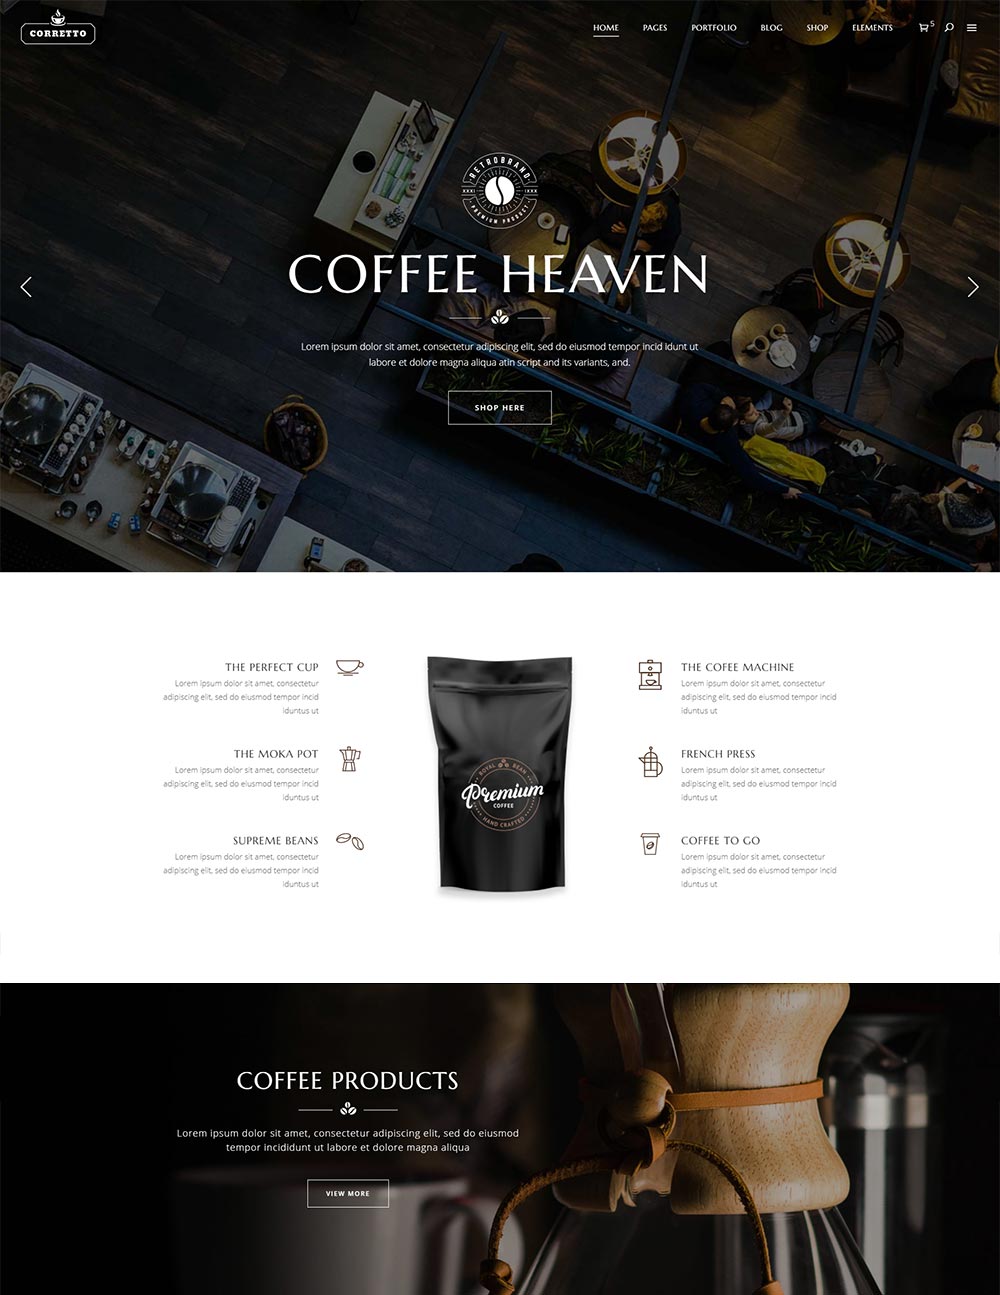 CORRETTO
HOME PAGES PORTFOLIO BLOG SHOP ELEMENTS 5
RETROBRAND
XXXI IXXX
PREMIUM PRODUCT
COFFEE HEAVEN
Lorem ipsum dolor sit amet, consectetur adipiscing elit, sed do eiusmod tempor incid idunt ut
labore et dolore magna aliqua atin script and its variants, and.
SHOP HERE
THE PERFECT CUP
Lorem ipsum dolor sit amet, consectetur
adipiscing elit, sed do eiusmod tempor incid
iduntus ut
THE MOKA POT
Lorem ipsum dolor sit amet, consectetur
adipiscing elit, sed do eiusmod tempor incid
iduntus ut
SUPREME BEANS
Lorem ipsum dolor sit amet, consectetur
adipiscing elit, sed do eiusmod tempor incid
iduntus ut
ROYAL BEAN
Premium
COFFEE
HAND CRAFTED
THE COFEE MACHINE
Lorem ipsum dolor sit amet, consectetur
adipiscing elit, sed do eiusmod tempor incid
iduntus ut
FRENCH PRESS
Lorem ipsum dolor sit amet, consectetur
adipiscing elit, sed do eiusmod tempor incid
iduntus ut
COFFEE TO GO
Lorem ipsum dolor sit amet, consectetur
adipiscing elit, sed do eiusmod tempor incid
iduntus ut
COFFEE PRODUCTS
Lorem ipsum dolor sit amet, consectetur adipiscing elit, sed do eiusmod
tempor incididunt ut labore et dolore magna aliqua
VIEW MORE